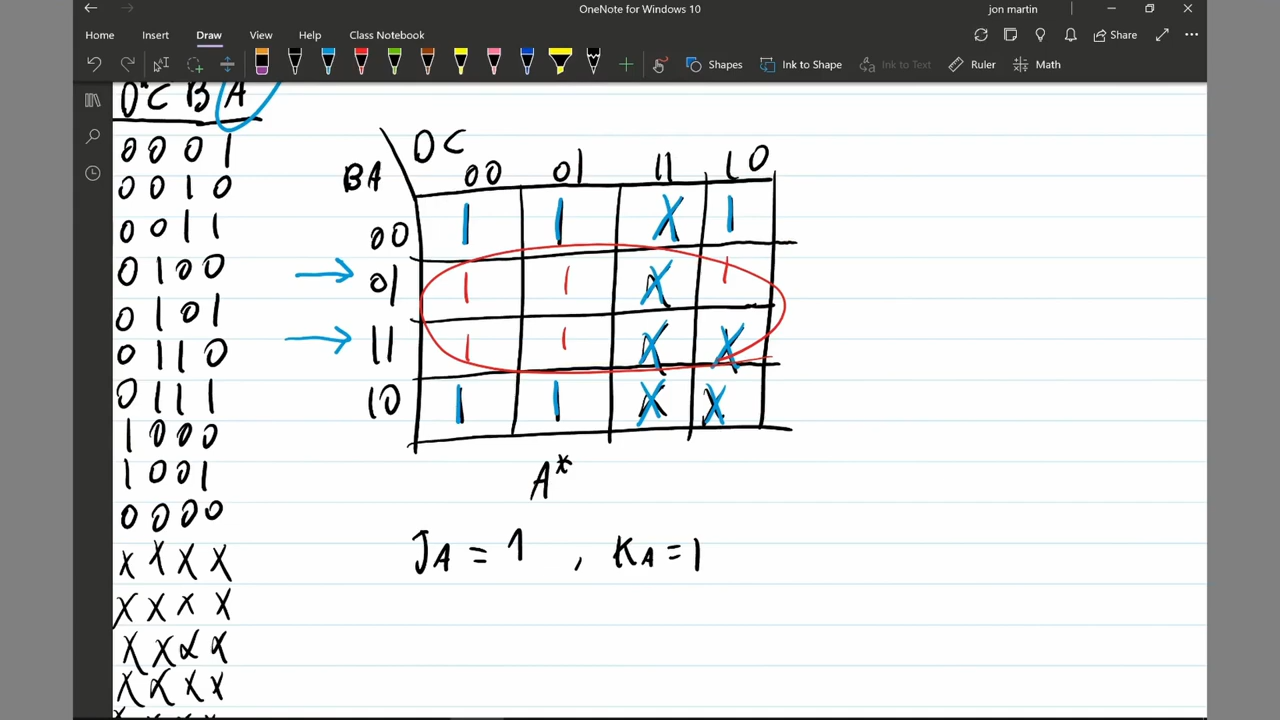 OneNote for Windows 10
jon martin
Home Insert Draw View Help Class Notebook
Share
Shapes Ink to Shape Ink to Text Ruler Math
D* C B A
0 0 0 1
0 0 1 0
0 0 1 1
0 1 0 0
0 1 0 1
0 1 1 0
0 1 1 1
1 0 0 0
1 0 0 1
0 0 0 0
X X X X
X X X X
X X X X
X X X X
DC
BA 00 01 11 10
00 1 1 X 1
01 1 1 X 1
11 1 1 X X
10 1 1 X X
A*
JA = 1 , KA = 1